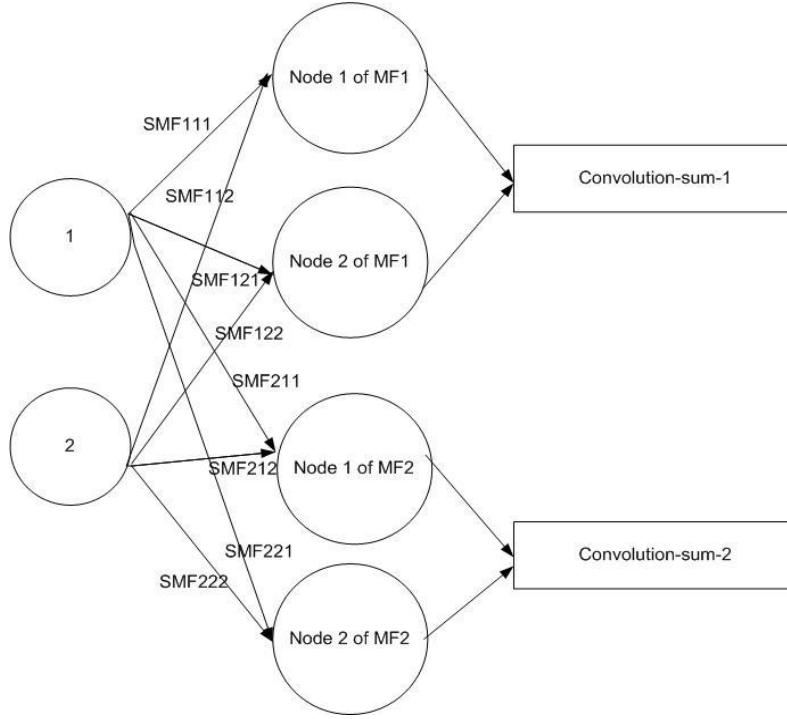 Node 1 of MF1
SMF111
Convolution-sum-1
SMF112
1
Node 2 of MF1
SMF121
SMF122
SMF211
2
SMF212
Node 1 of MF2
SMF221
Convolution-sum-2
SMF222
Node 2 of MF2